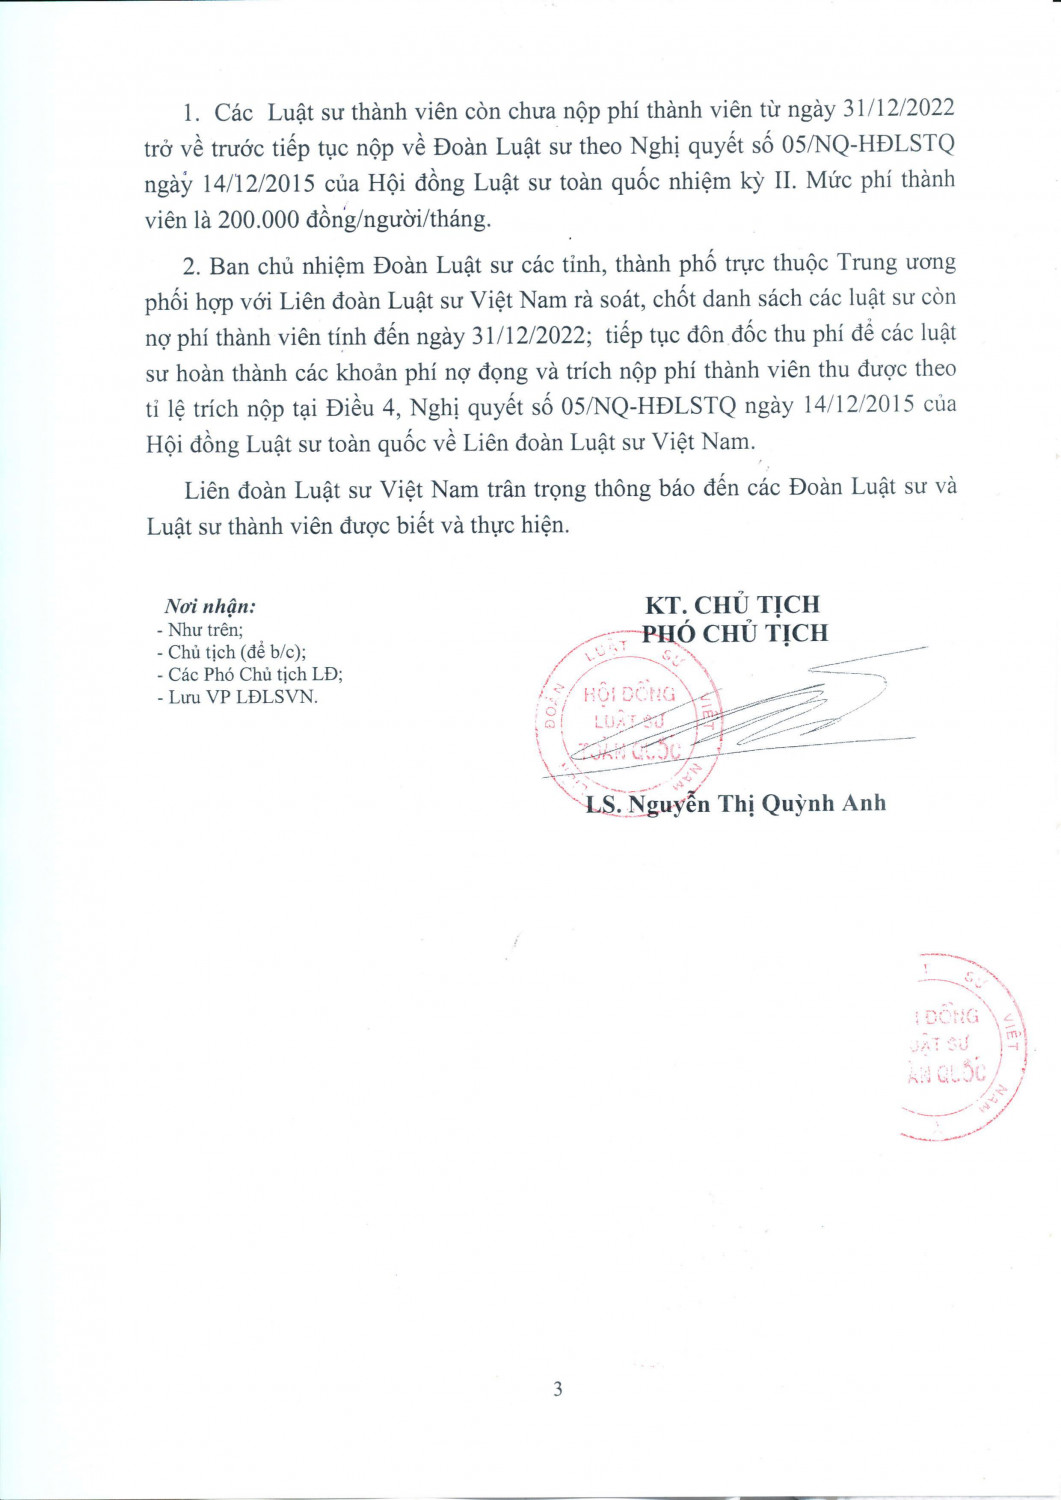 1. Các Luật sư thành viên còn chưa nộp phí thành viên từ ngày 31/12/2022
trở về trước tiếp tục nộp về Đoàn Luật sư theo Nghị quyết số 05/NQ-HĐLSTQ
ngày 14/12/2015 của Hội đồng Luật sư toàn quốc nhiệm kỳ II. Mức phí thành
viên là 200.000 đồng/người/tháng.
2. Ban chủ nhiệm Đoàn Luật sư các tỉnh, thành phố trực thuộc Trung ương
phối hợp với Liên đoàn Luật sư Việt Nam rà soát, chốt danh sách các luật sư còn
nợ phí thành viên tính đến ngày 31/12/2022; tiếp tục đôn đốc thu phí để các luật
sư hoàn thành các khoản phí nợ đọng và trích nộp phí thành viên thu được theo
tỉ lệ trích nộp tại Điều 4, Nghị quyết số 05/NQ-HĐLSTQ ngày 14/12/2015 của
Hội đồng Luật sư toàn quốc về Liên đoàn Luật sư Việt Nam.
Liên đoàn Luật sư Việt Nam trân trọng thông báo đến các Đoàn Luật sư và
Luật sư thành viên được biết và thực hiện.
Nơi nhận:
- Như trên;
- Chủ tịch (để b/c);
- Các Phó Chủ tịch LĐ;
- Lưu VP LĐLSVN.
KT. CHỦ TỊCH
PHÓ CHỦ TỊCH
LIÊN ĐOÀN LUẬT SƯ VIỆT NAM
HỘI ĐỒNG
LUẬT SƯ
TOÀN QUỐC
LS. Nguyễn Thị Quỳnh Anh
SƯ VIỆT NAM
I ĐỒNG
UẬT SƯ
ÀN QUỐC
3